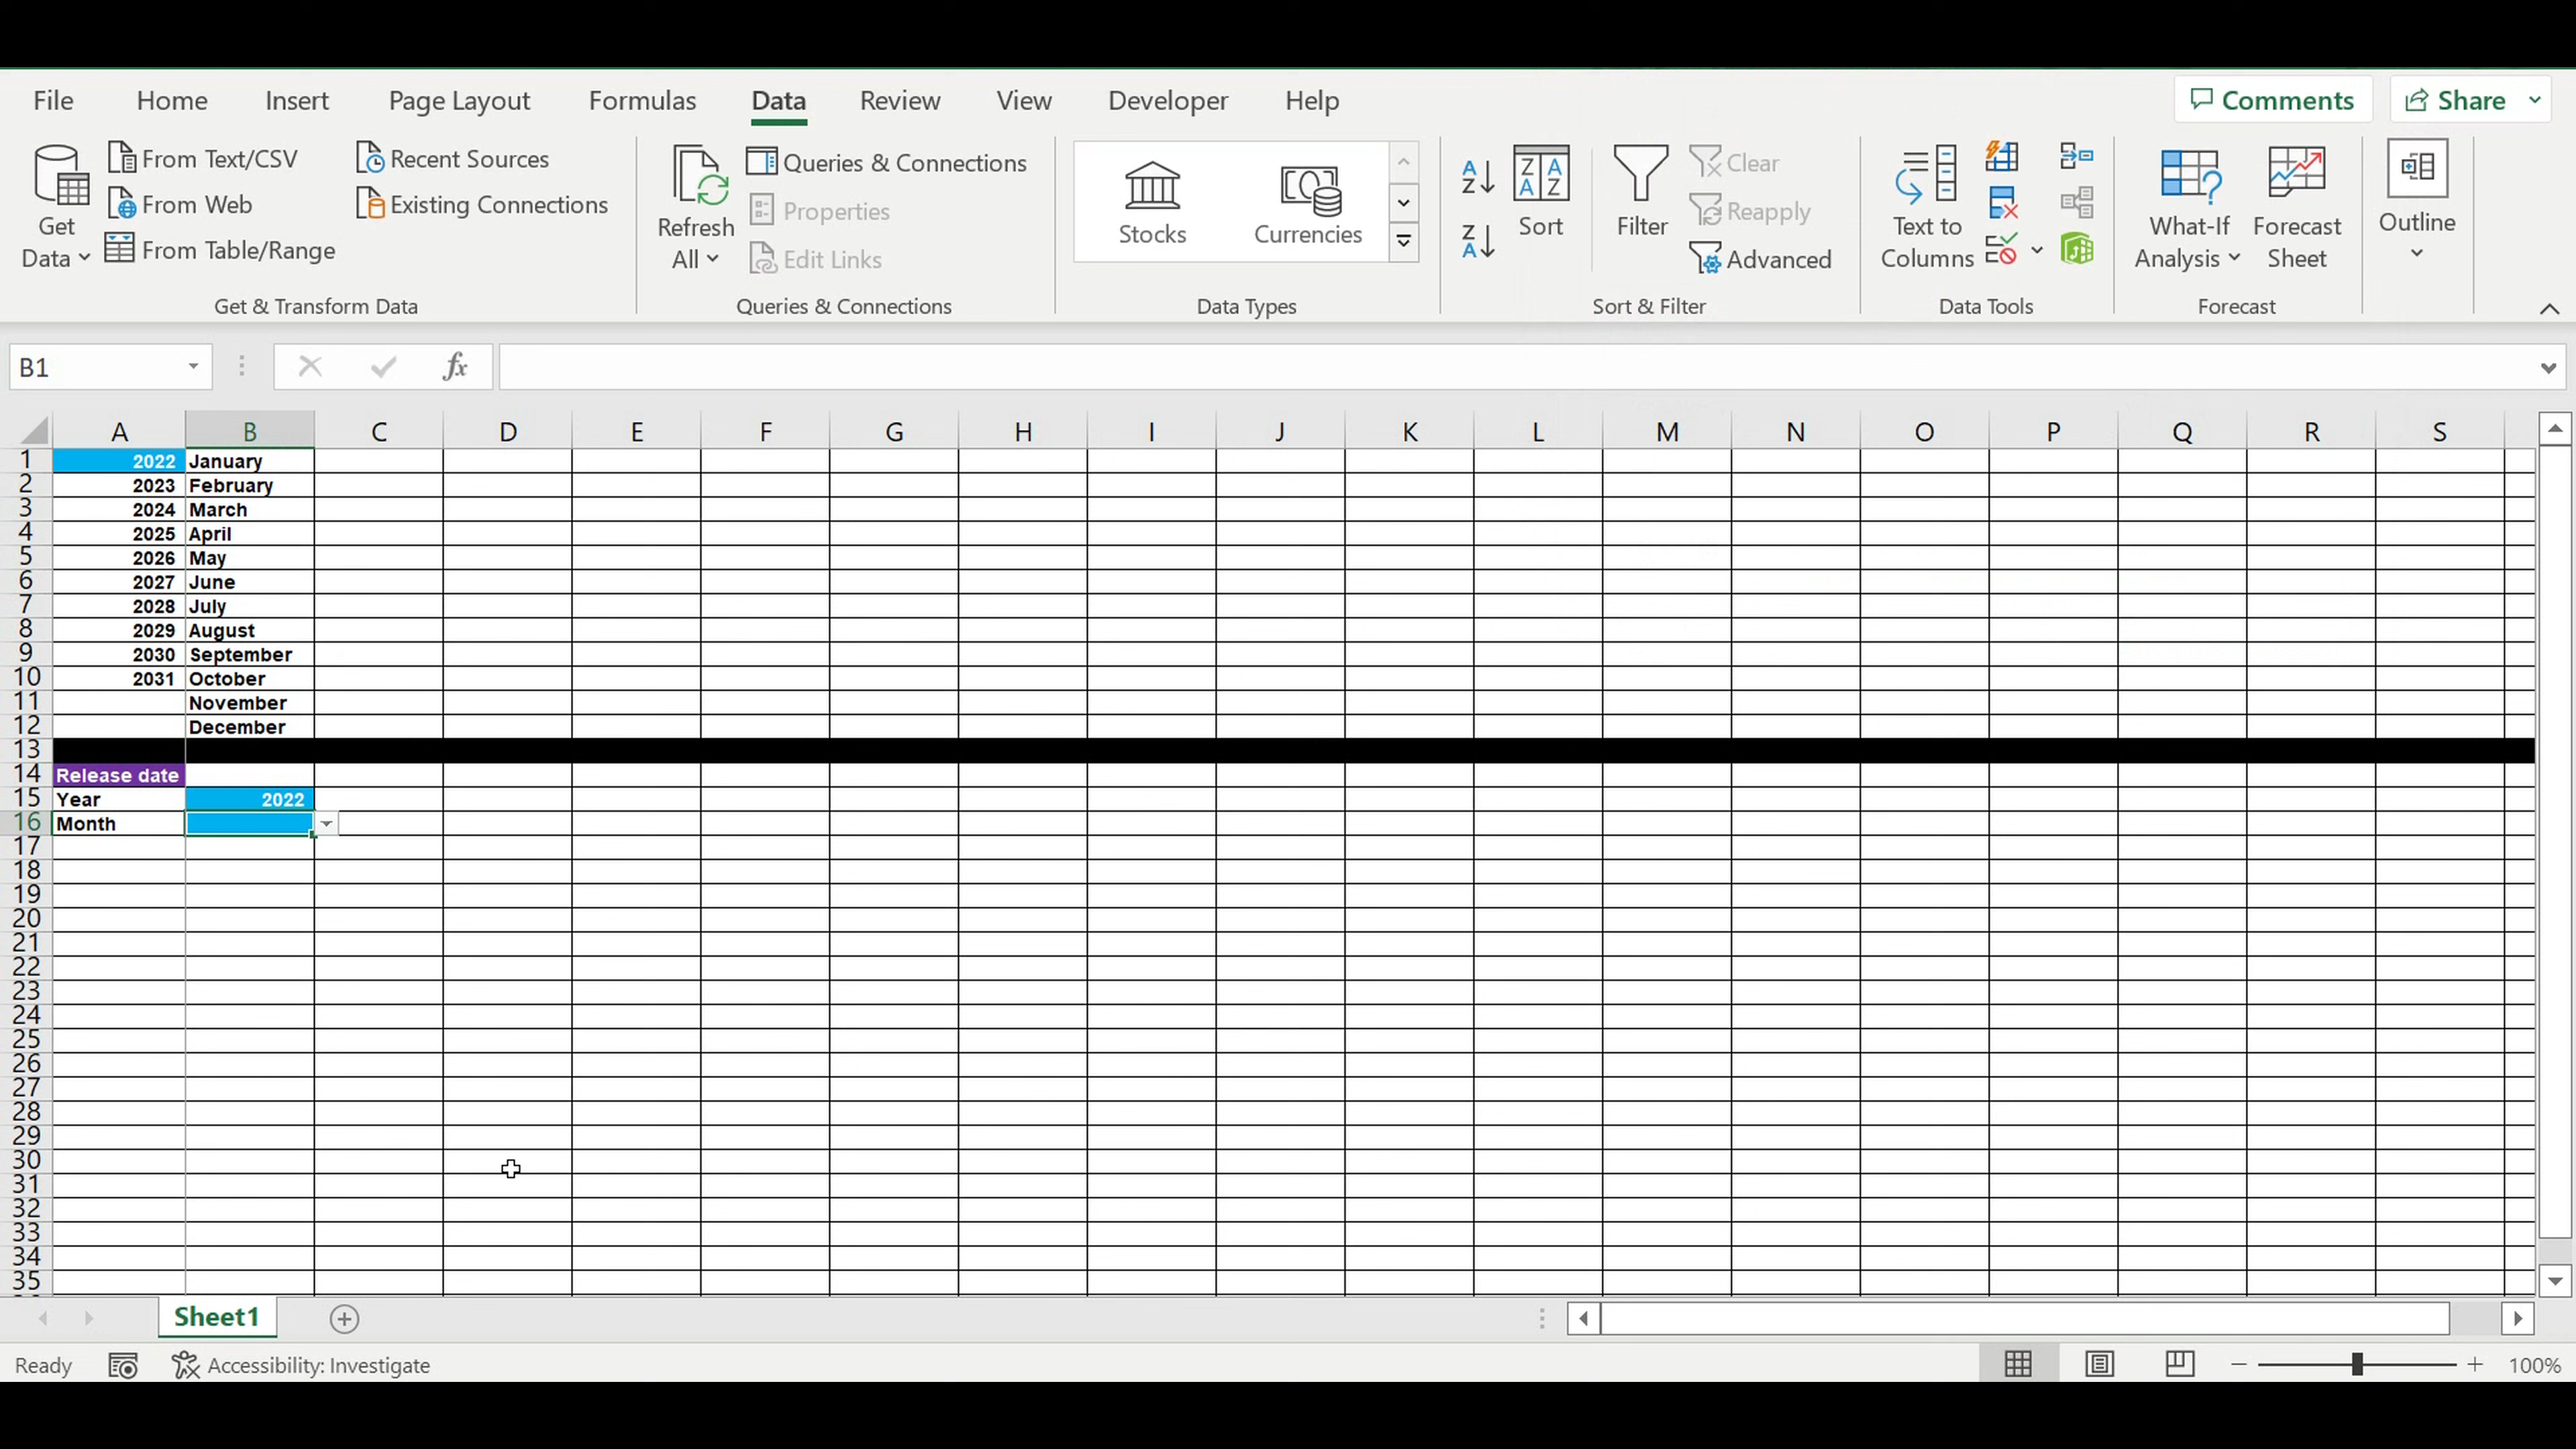 File Home Insert Page Layout Formulas Data Review View Developer Help Comments Share
Get Data
From Text/CSV
From Web
From Table/Range
Recent Sources
Existing Connections
Get & Transform Data
Refresh All
Queries & Connections
Properties
Edit Links
Queries & Connections
Stocks Currencies
Data Types
Sort
Filter
Clear
Reapply
Advanced
Sort & Filter
Text to
Columns
Data Tools
What-If
Analysis
Forecast
Sheet
Forecast
Outline
B1 fx
A B C D E F G H I J K L M N O P Q R S
1 2022 January
2 2023 February
3 2024 March
4 2025 April
5 2026 May
6 2027 June
7 2028 July
8 2029 August
9 2030 September
10 2031 October
11 November
12 December
13
14 Release date
15 Year 2022
16 Month
17
18
19
20
21
22
23
24
25
26
27
28
29
30
31
32
33
34
35
Sheet1
Ready Accessibility: Investigate 100%